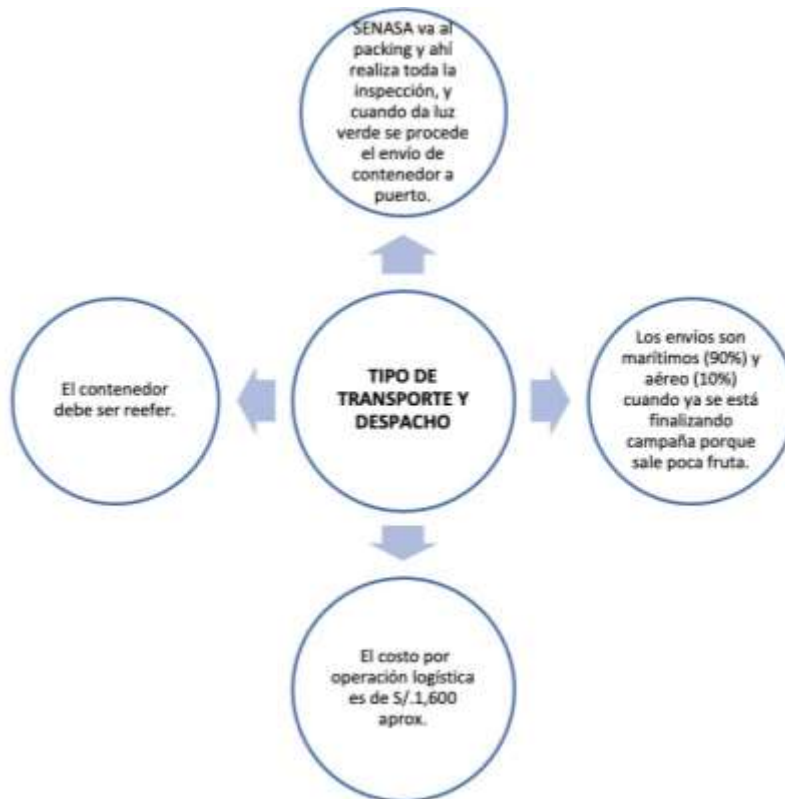 SENASA va al
packing y ahí
realiza toda la
inspección, y
cuando da luz
verde se procede
el envío de
contenedor a
puerto.
El contenedor
debe ser reefer.
TIPO DE
TRANSPORTE Y
DESPACHO
Los envíos son
marítimos (90%) y
aéreo (10%)
cuando ya se está
finalizando
campaña porque
sale poca fruta.
El costo por
operación logística
es de S/.1,600
aprox.